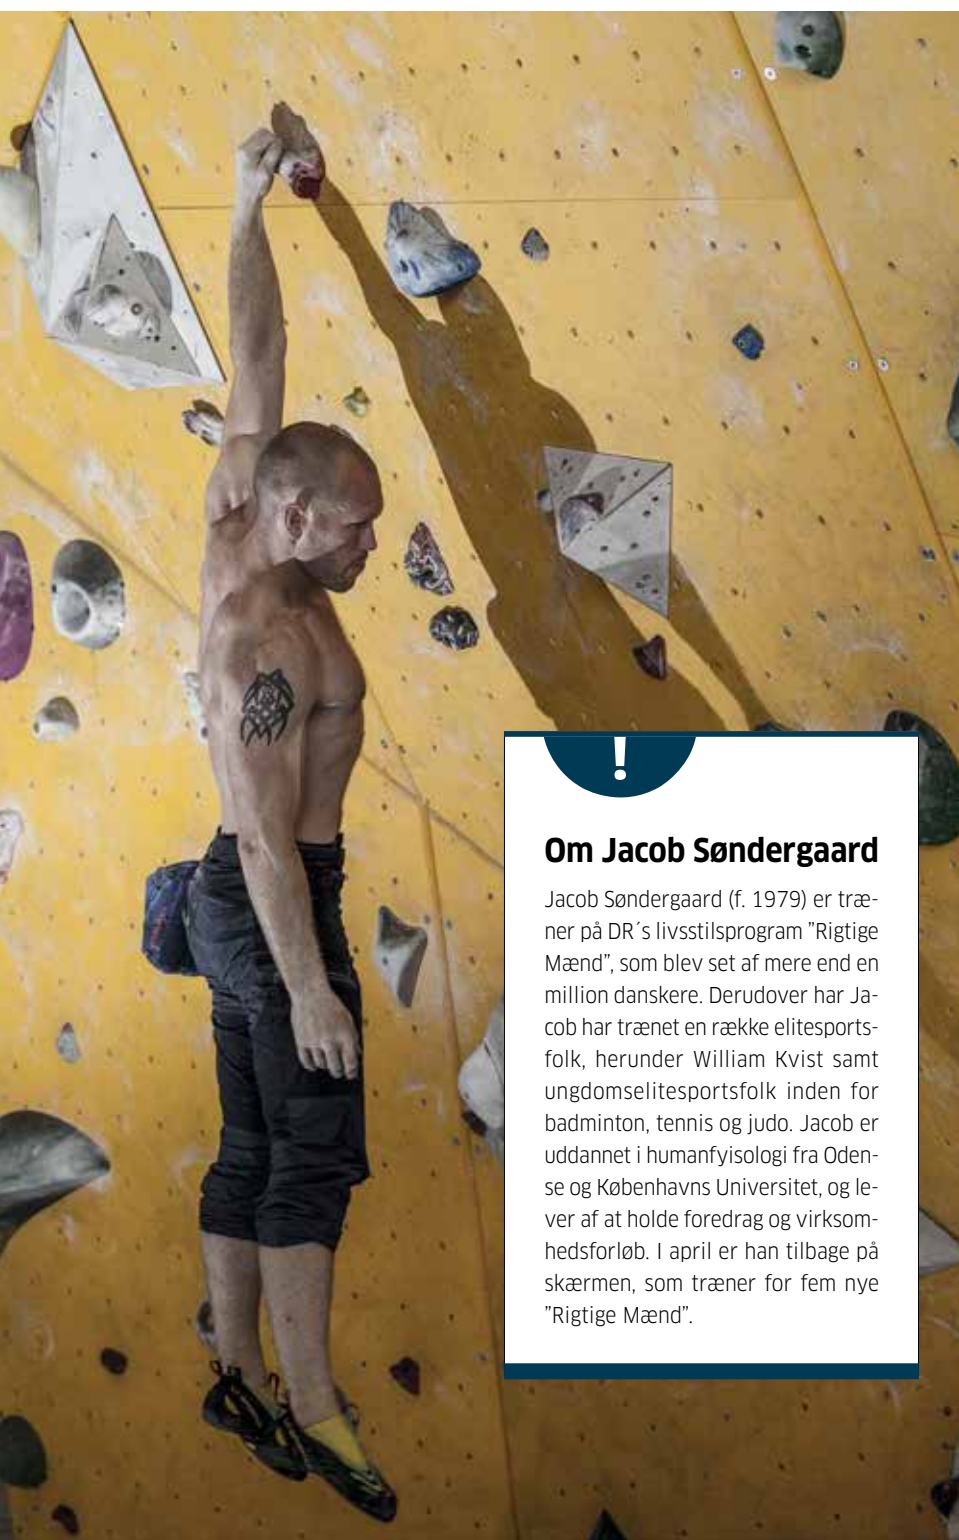 !
Om Jacob Søndergaard
Jacob Søndergaard (f. 1979) er træ-
ner på DR´s livsstilsprogram ”Rigtige
Mænd”, som blev set af mere end en
million danskere. Derudover har Ja-
cob har trænet en række elitesports-
folk, herunder William Kvist samt
ungdomselitesportsfolk inden for
badminton, tennis og judo. Jacob er
uddannet i humanfyisologi fra Oden-
se og Københavns Universitet, og le-
ver af at holde foredrag og virksom-
hedsforløb. I april er han tilbage på
skærmen, som træner for fem nye
”Rigtige Mænd”.